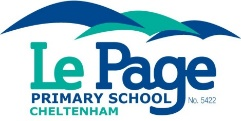 Le Page
PRIMARY SCHOOL No. 5422
CHELTENHAM